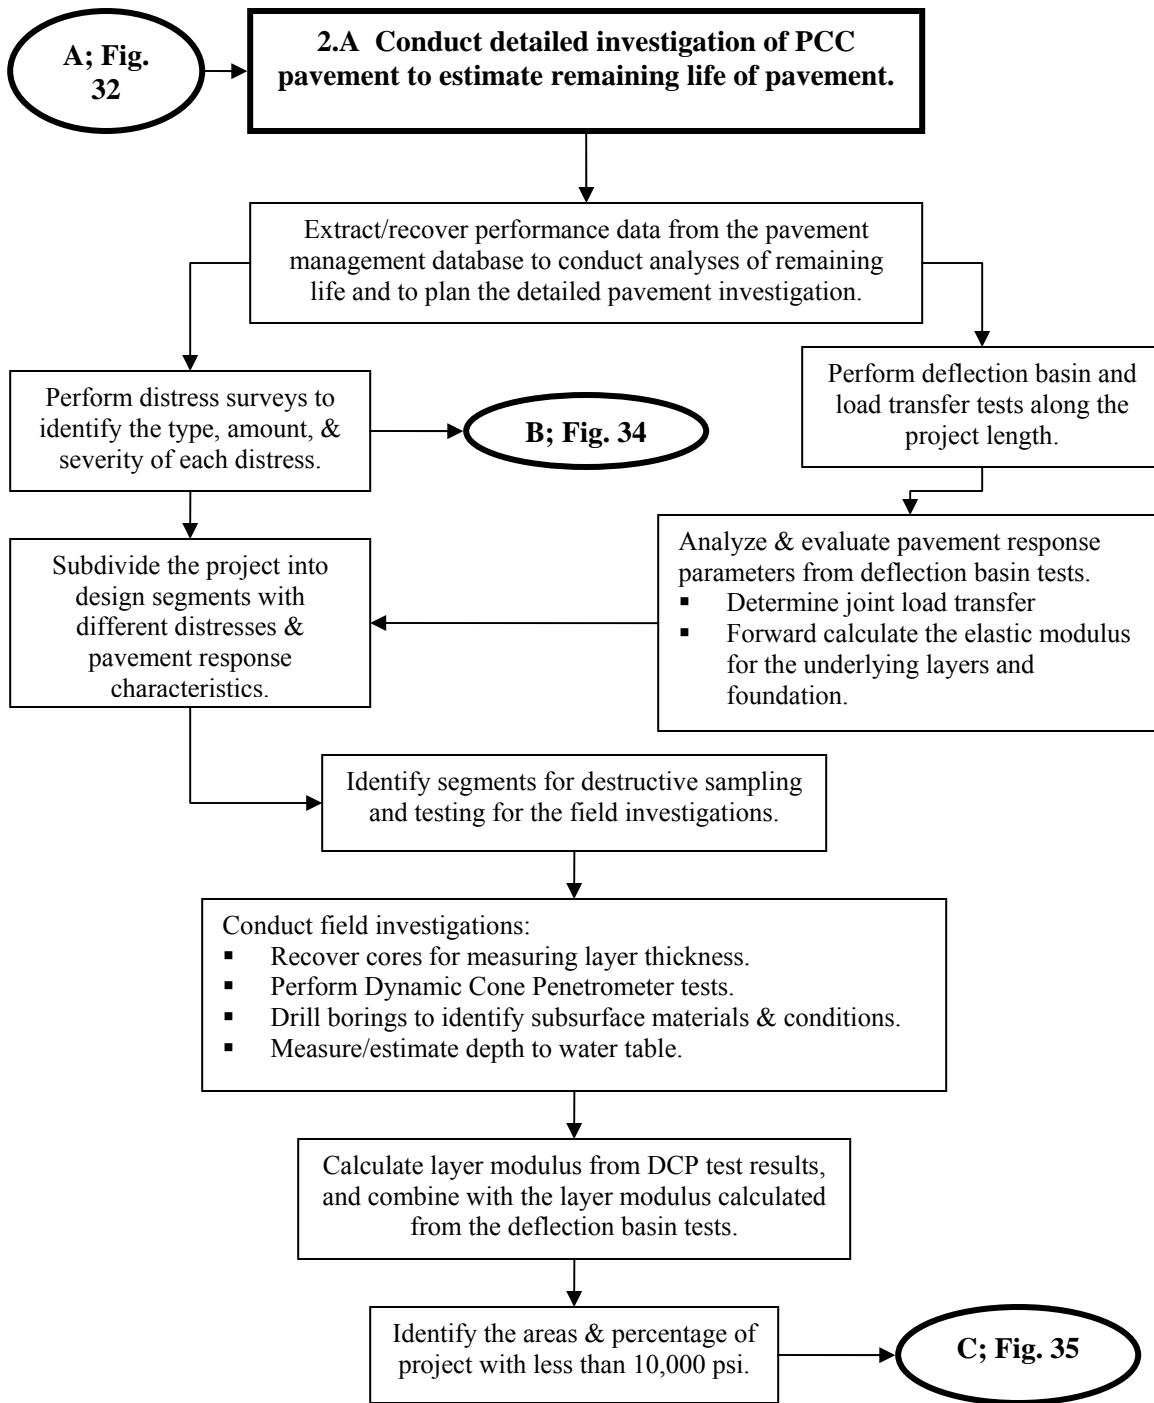 A; Fig.
32
2.A Conduct detailed investigation of PCC
pavement to estimate remaining life of pavement.
Extract/recover performance data from the pavement
management database to conduct analyses of remaining
life and to plan the detailed pavement investigation.
Perform distress surveys to
identify the type, amount, &
severity of each distress.
B; Fig. 34
Perform deflection basin and
load transfer tests along the
project length.
Subdivide the project into
design segments with
different distresses &
pavement response
characteristics.
Analyze & evaluate pavement response
parameters from deflection basin tests.
▪ Determine joint load transfer
▪ Forward calculate the elastic modulus
for the underlying layers and
foundation.
Identify segments for destructive sampling
and testing for the field investigations.
Conduct field investigations:
▪ Recover cores for measuring layer thickness.
▪ Perform Dynamic Cone Penetrometer tests.
▪ Drill borings to identify subsurface materials & conditions.
▪ Measure/estimate depth to water table.
Calculate layer modulus from DCP test results,
and combine with the layer modulus calculated
from the deflection basin tests.
Identify the areas & percentage of
project with less than 10,000 psi.
C; Fig. 35